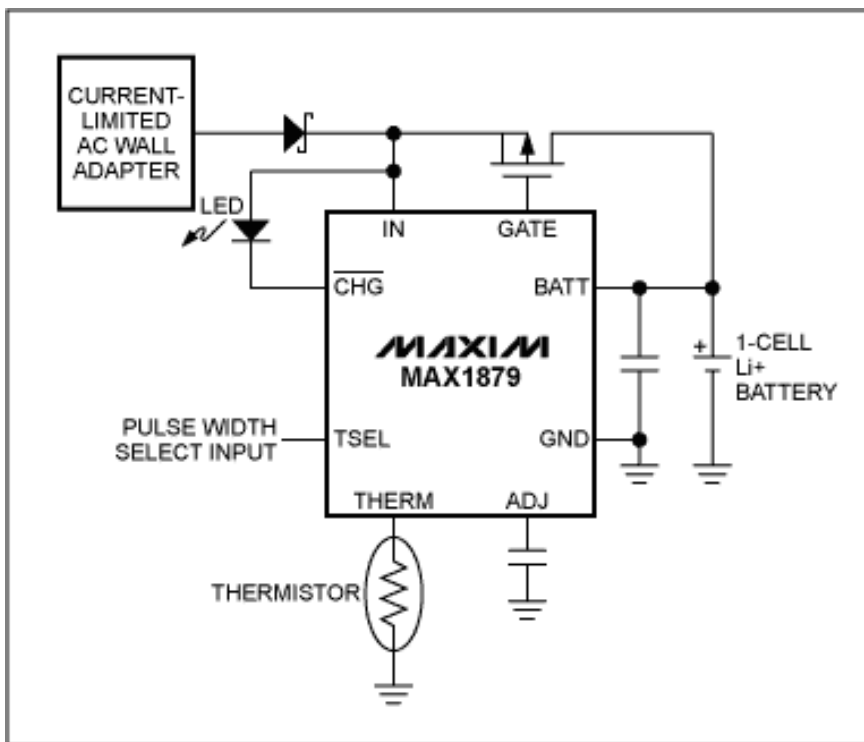 CURRENT-
LIMITED
AC WALL
ADAPTER
LED
IN
GATE
CHG
BATT
MAXIM
MAX1879
+
1-CELL
Li+
BATTERY
PULSE WIDTH
SELECT INPUT
TSEL
GND
THERM
ADJ
THERMISTOR